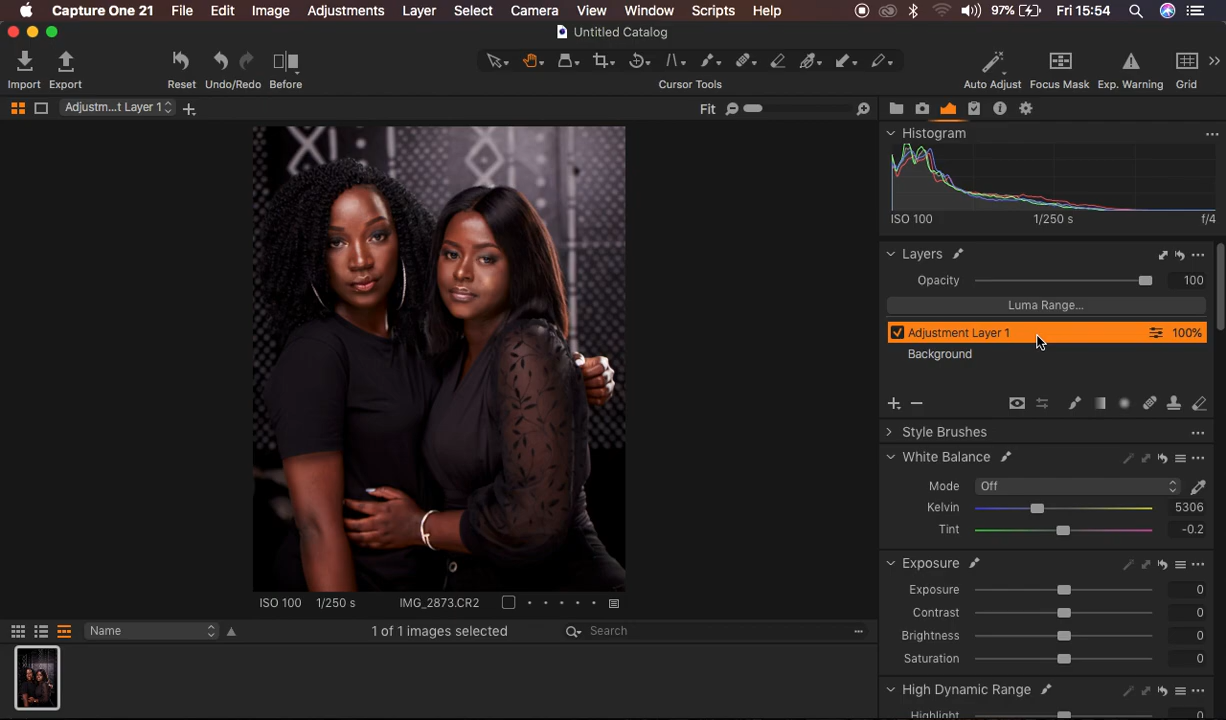 Capture One 21 File Edit Image Adjustments Layer Select Camera View Window Scripts Help 97% Fri 15:54
Untitled Catalog
Import Export Reset Undo/Redo Before Cursor Tools Auto Adjust Focus Mask Exp. Warning Grid
Adjustm...t Layer 1 Fit
Histogram
ISO 100 1/250 s f/4
Layers
Opacity 100
Luma Range...
Adjustment Layer 1 100%
Background
Style Brushes
White Balance
Mode Off
Kelvin 5306
Tint -0.2
Exposure
Exposure 0
Contrast 0
Brightness 0
Saturation 0
High Dynamic Range
Highlight 0
ISO 100 1/250 s IMG_2873.CR2
Name 1 of 1 images selected Search